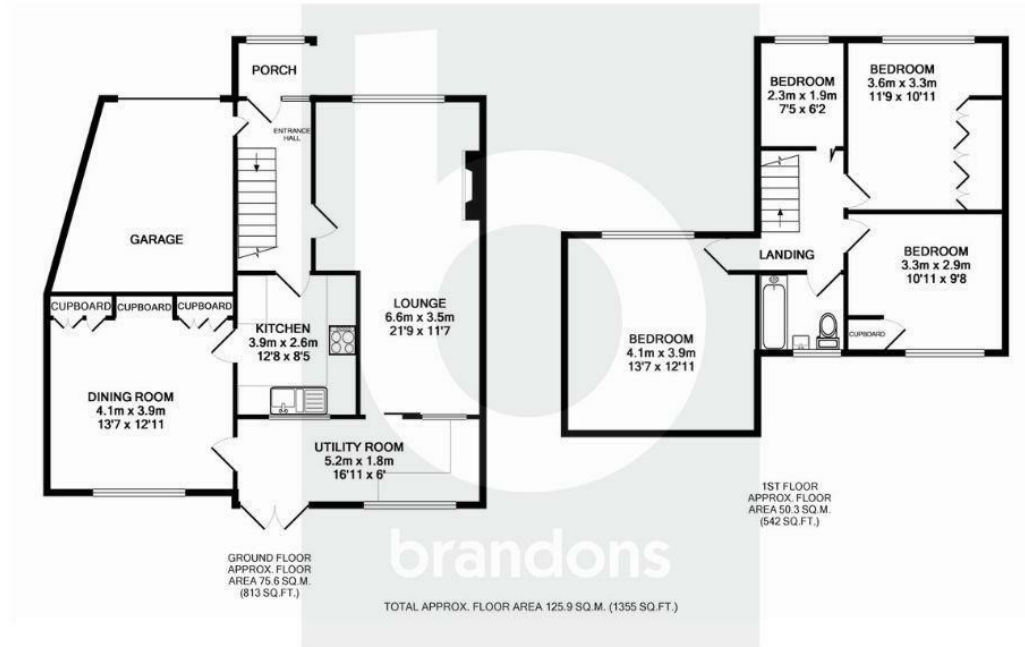 PORCH
ENTRANCE
HALL
GARAGE
CUPBOARD
CUPBOARD
CUPBOARD
KITCHEN
3.9m x 2.6m
12'8 x 8'5
LOUNGE
6.6m x 3.5m
21'9 x 11'7
DINING ROOM
4.1m x 3.9m
13'7 x 12'11
UTILITY ROOM
5.2m x 1.8m
16'11 x 6'
GROUND FLOOR
APPROX. FLOOR
AREA 75.6 SQ.M.
(813 SQ.FT.)
BEDROOM
2.3m x 1.9m
7'5 x 6'2
BEDROOM
3.6m x 3.3m
11'9 x 10'11
LANDING
BEDROOM
3.3m x 2.9m
10'11 x 9'8
CUPBOARD
BEDROOM
4.1m x 3.9m
13'7 x 12'11
1ST FLOOR
APPROX. FLOOR
AREA 50.3 SQ.M.
(542 SQ.FT.)
brandons
TOTAL APPROX. FLOOR AREA 125.9 SQ.M. (1355 SQ.FT.)